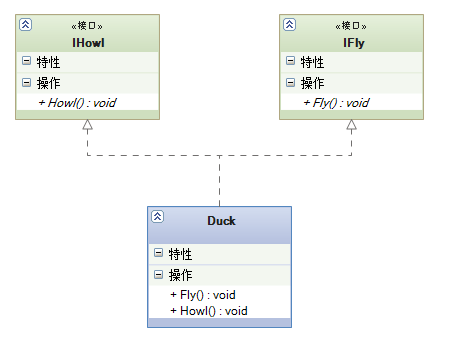 «接口»
IHowl
特性
操作
+ Howl() : void
«接口»
IFly
特性
操作
+ Fly() : void
Duck
特性
操作
+ Fly() : void
+ Howl() : void